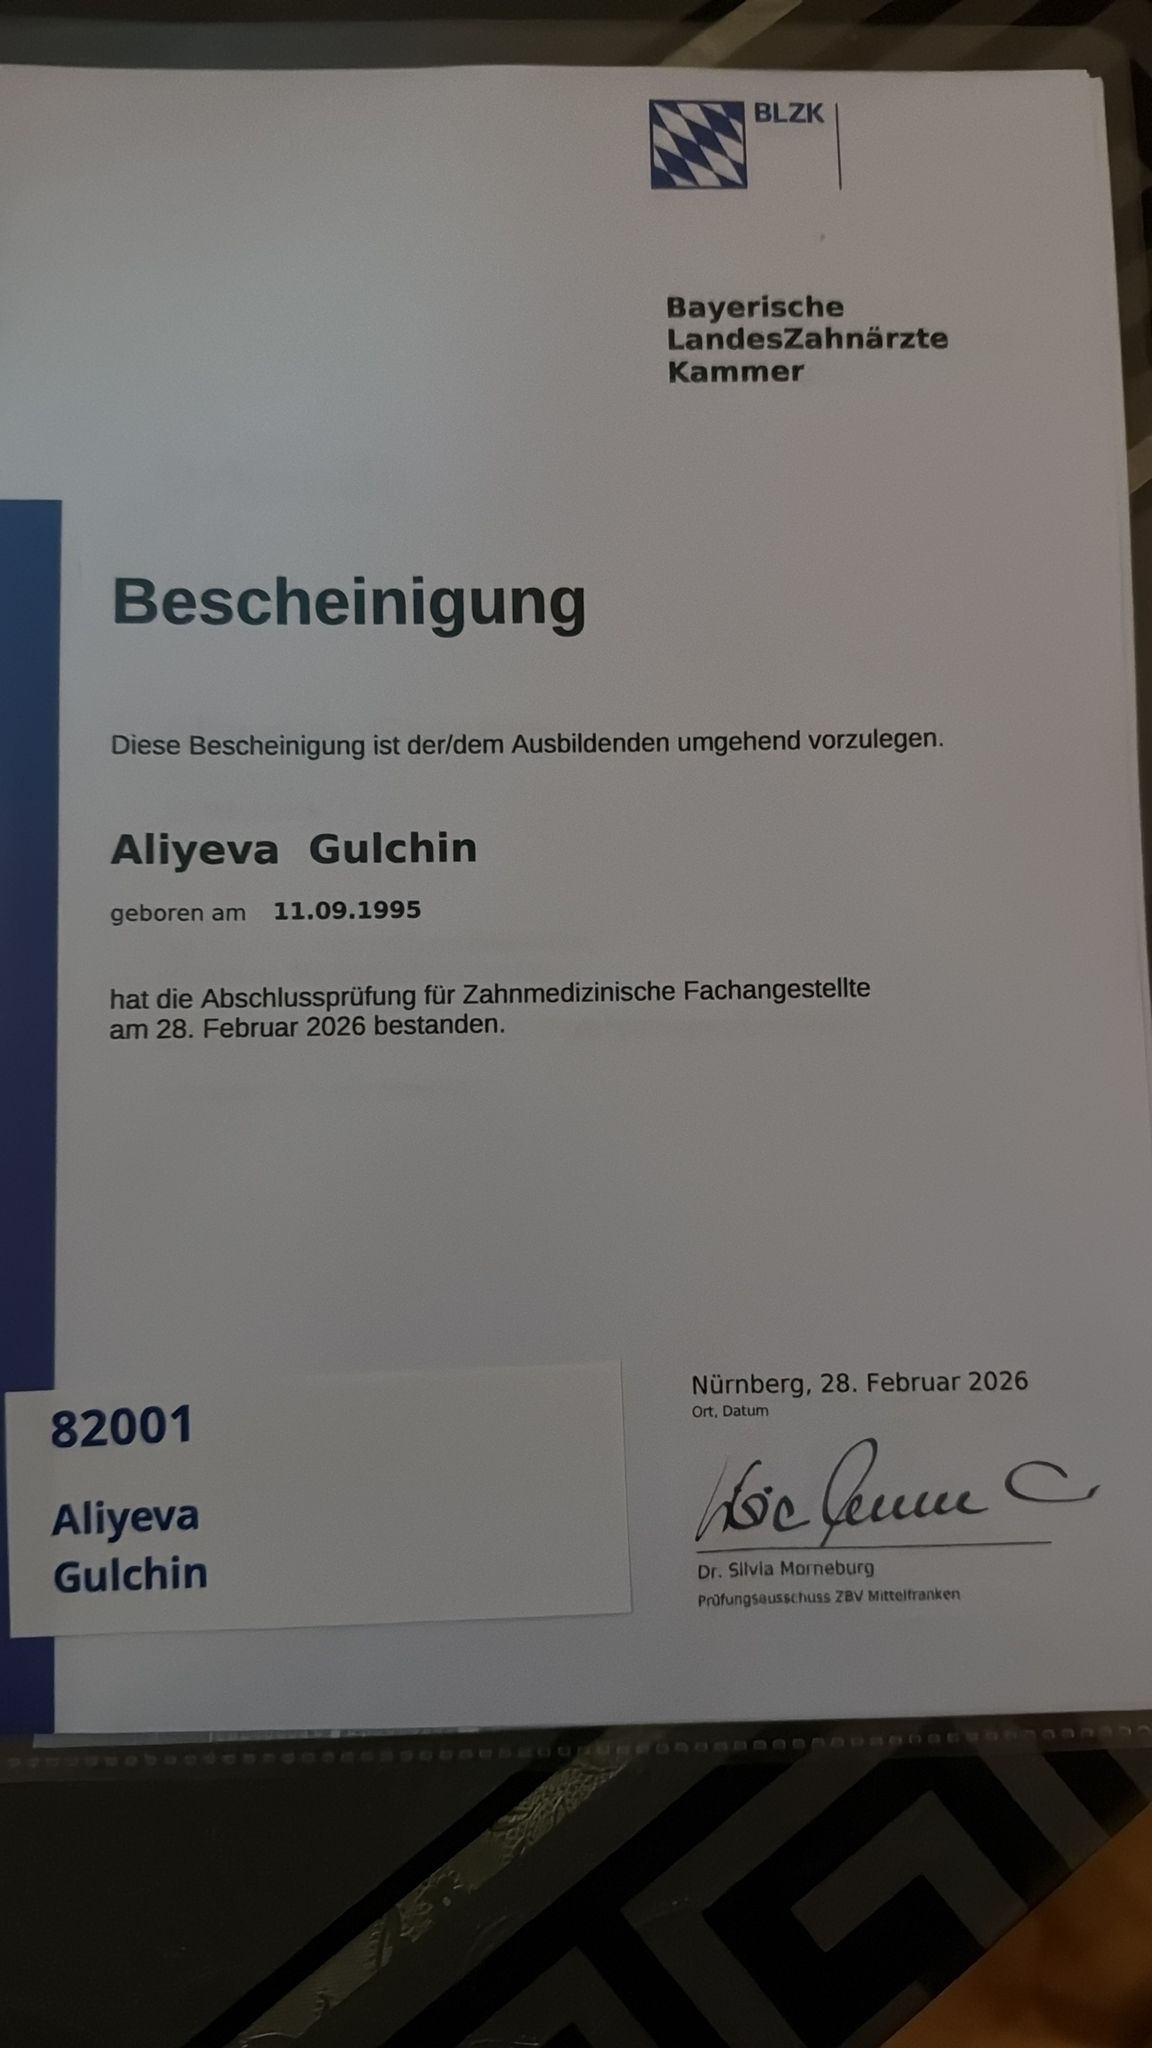 BLZK
Bayerische
LandesZahnärzte
Kammer
Bescheinigung
Diese Bescheinigung ist der/dem Ausbildenden umgehend vorzulegen.
Aliyeva Gulchin
geboren am 11.09.1995
hat die Abschlussprüfung für Zahnmedizinische Fachangestellte
am 28. Februar 2026 bestanden.
82001
Aliyeva
Gulchin
Nürnberg, 28. Februar 2026
Ort, Datum
Dr. Silvia Morneburg
Prüfungsausschuss ZBV Mittelfranken